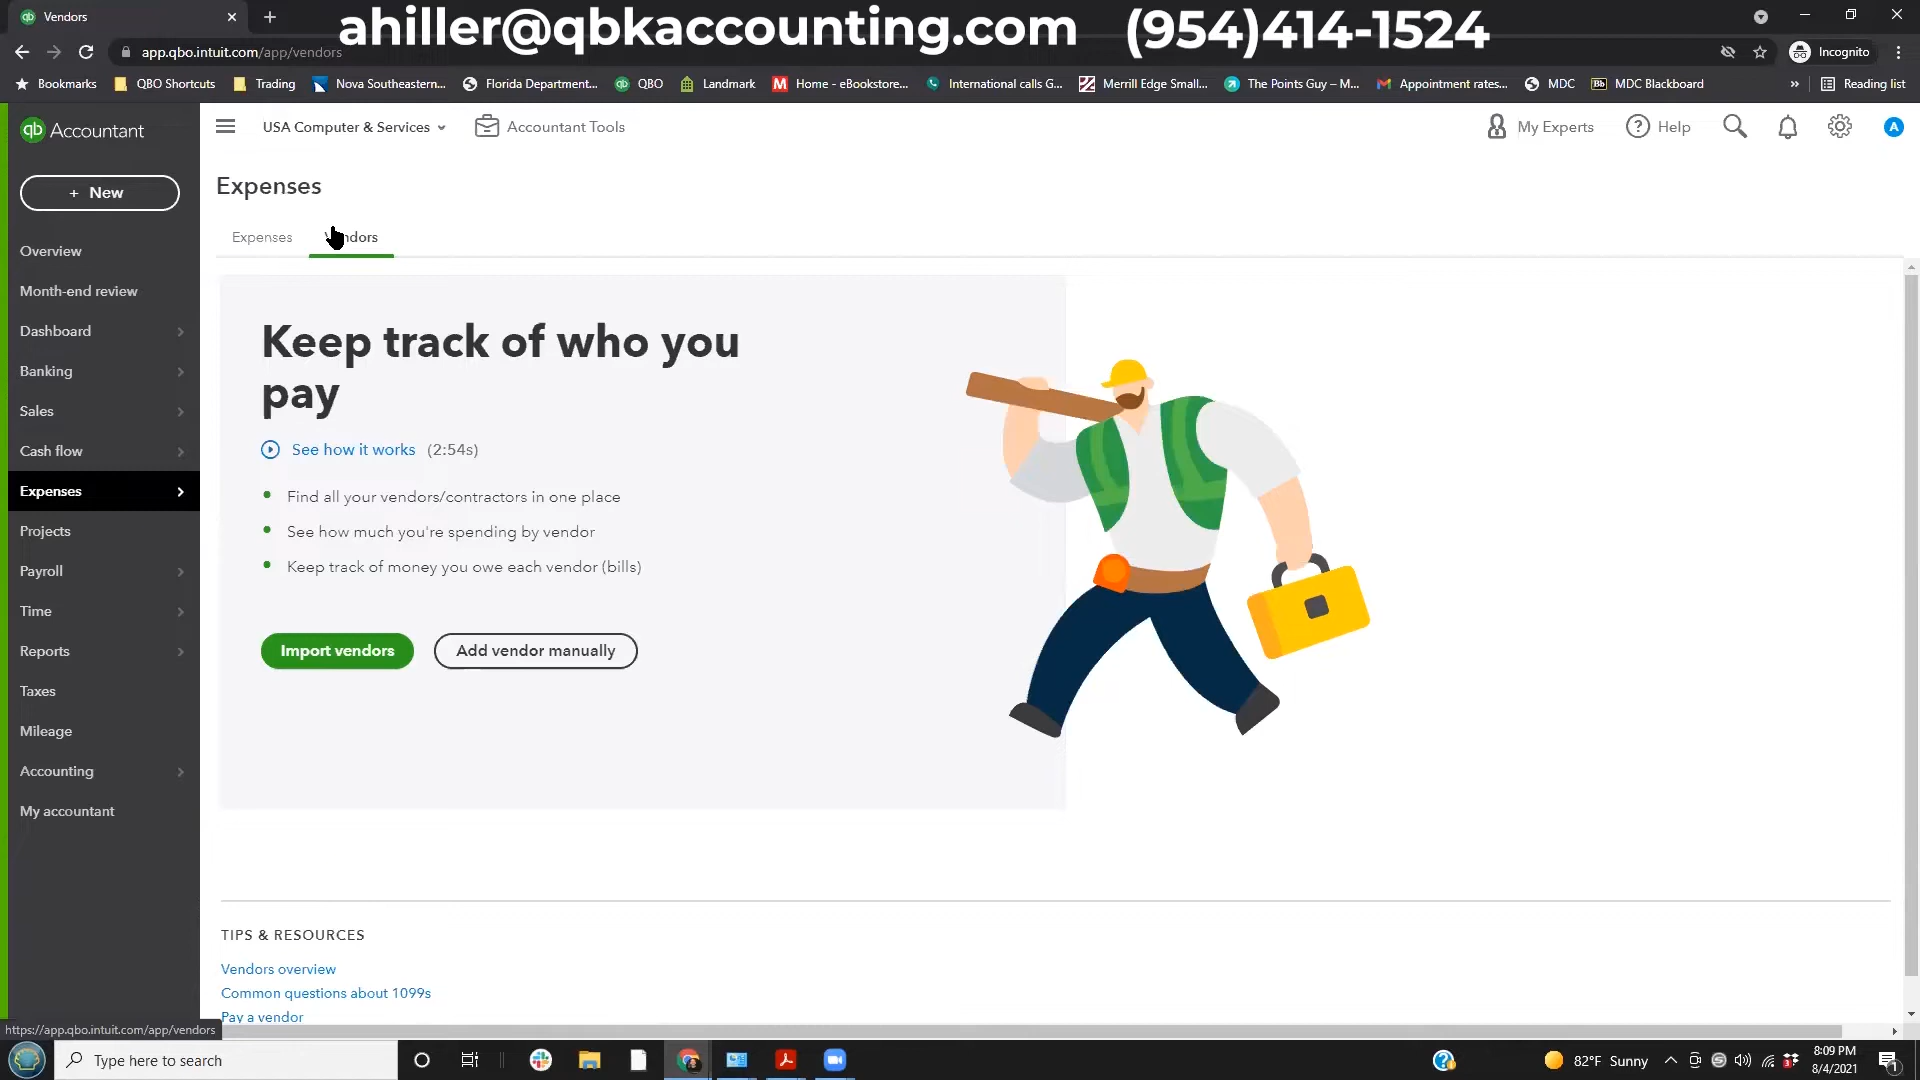 Vendors
ahiller@qbkaccounting.com (954)414-1524
app.qbo.intuit.com/app/vendors
Incognito
Bookmarks
QBO Shortcuts
Trading
Nova Southeastern...
Florida Department...
QBO
Landmark
Home - eBookstore...
International calls G...
Merrill Edge Small...
The Points Guy – M...
Appointment rates...
MDC
Bb MDC Blackboard
»
Reading list
qb Accountant
USA Computer & Services
Accountant Tools
My Experts
Help
A
+ New
Overview
Month-end review
Dashboard
Banking
Sales
Cash flow
Expenses
Projects
Payroll
Time
Reports
Taxes
Mileage
Accounting
My accountant
Expenses
Expenses
Keep track of who you
pay
See how it works (2:54s)
Find all your vendors/contractors in one place
See how much you're spending by vendor
Keep track of money you owe each vendor (bills)
Import vendors
Add vendor manually
TIPS & RESOURCES
Vendors overview
Common questions about 1099s
Pay a vendor
https://app.qbo.intuit.com/app/vendors
Type here to search
82°F Sunny
8:09 PM
8/4/2021